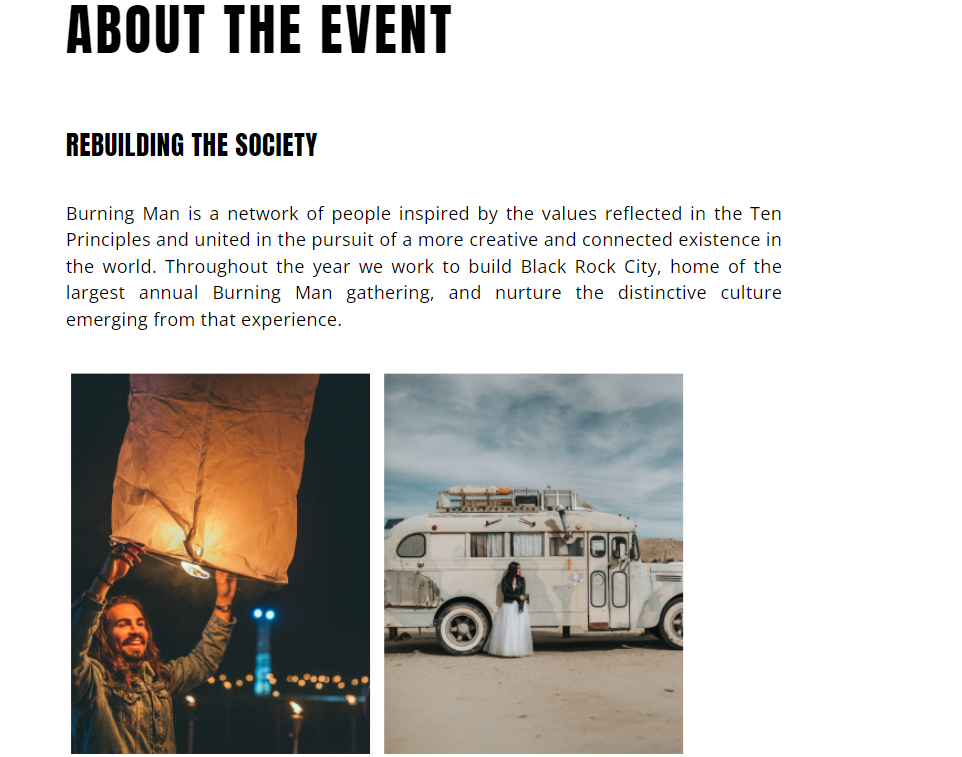 ABOUT THE EVENT
REBUILDING THE SOCIETY
Burning Man is a network of people inspired by the values reflected in the Ten
Principles and united in the pursuit of a more creative and connected existence in
the world. Throughout the year we work to build Black Rock City, home of the
largest annual Burning Man gathering, and nurture the distinctive culture
emerging from that experience.